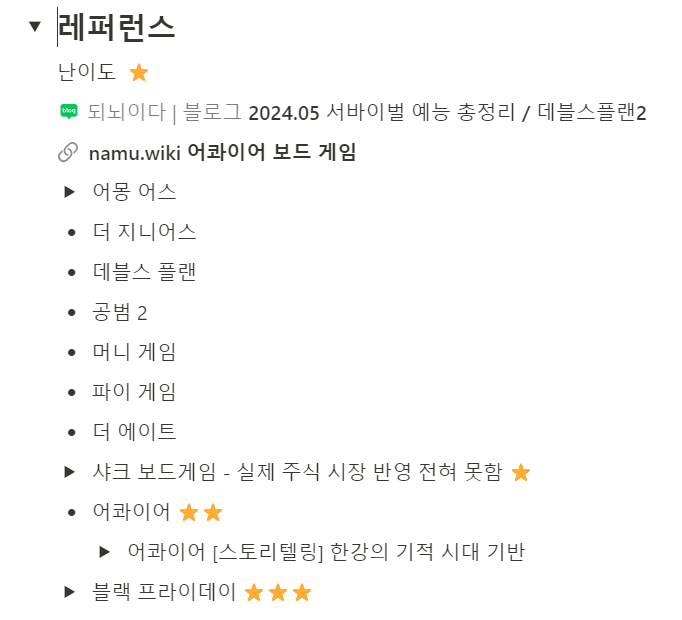 레퍼런스
난이도 ⭐
blog 되뇌이다 | 블로그 2024.05 서바이벌 예능 총정리 / 데블스플랜2
namu.wiki 어콰이어 보드 게임
어몽 어스
더 지니어스
데블스 플랜
공범 2
머니 게임
파이 게임
더 에이트
샤크 보드게임 - 실제 주식 시장 반영 전혀 못함 ⭐
어콰이어 ⭐⭐
어콰이어 [스토리텔링] 한강의 기적 시대 기반
블랙 프라이데이 ⭐⭐⭐